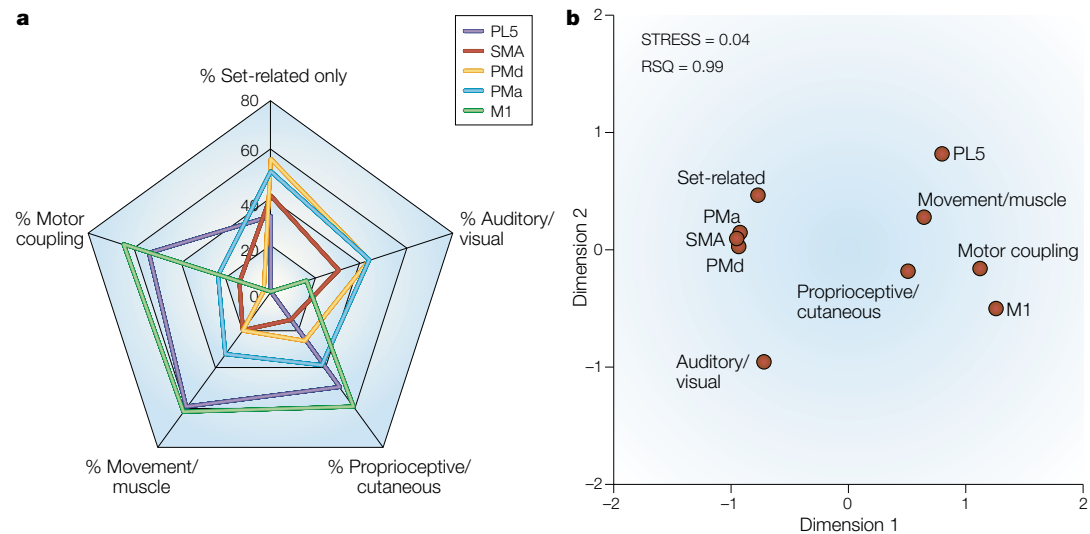 a
PL5
SMA
PMd
PMa
M1
% Set-related only
80
60
40
20
0
% Motor
coupling
% Auditory/
visual
% Movement/
muscle
% Proprioceptive/
cutaneous
b
STRESS = 0.04
RSQ = 0.99
2
1
0
–1
–2
Dimension 2
PL5
Set-related
Movement/muscle
PMa
SMA
PMd
Motor coupling
Proprioceptive/
cutaneous
M1
Auditory/
visual
–2
–1
0
1
2
Dimension 1